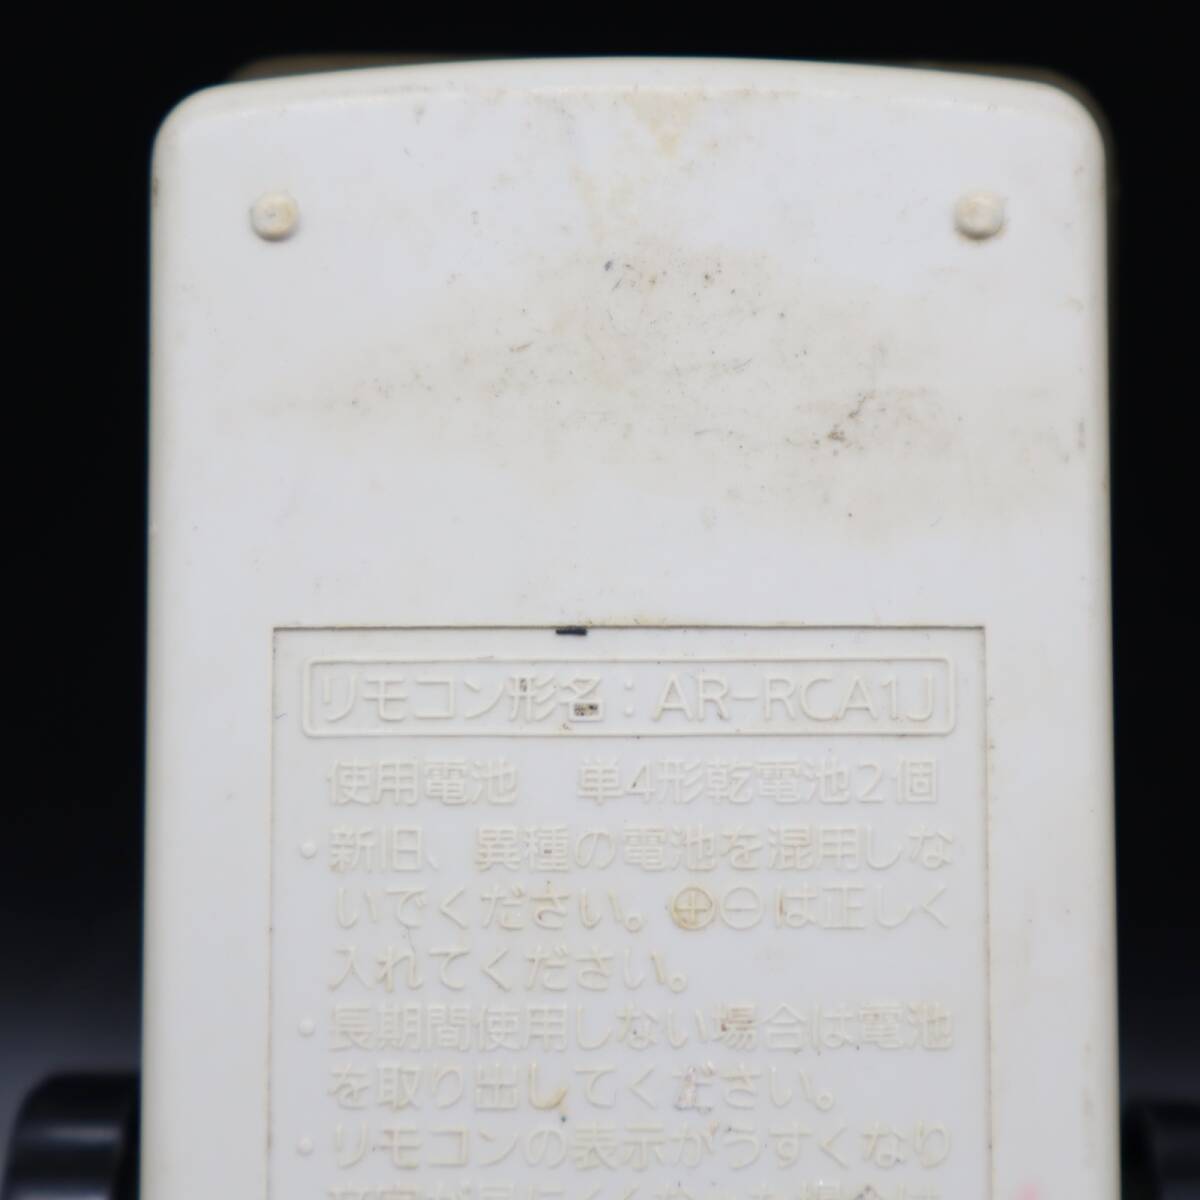 リモコン形名：AR-RCA1J
使用電池　単4形乾電池2個
・新旧、異種の電池を混用しな
いでください。⊕⊖は正しく
入れてください。
・長期間使用しない場合は電池
を取り出してください。
・リモコンの表示がうすくなり